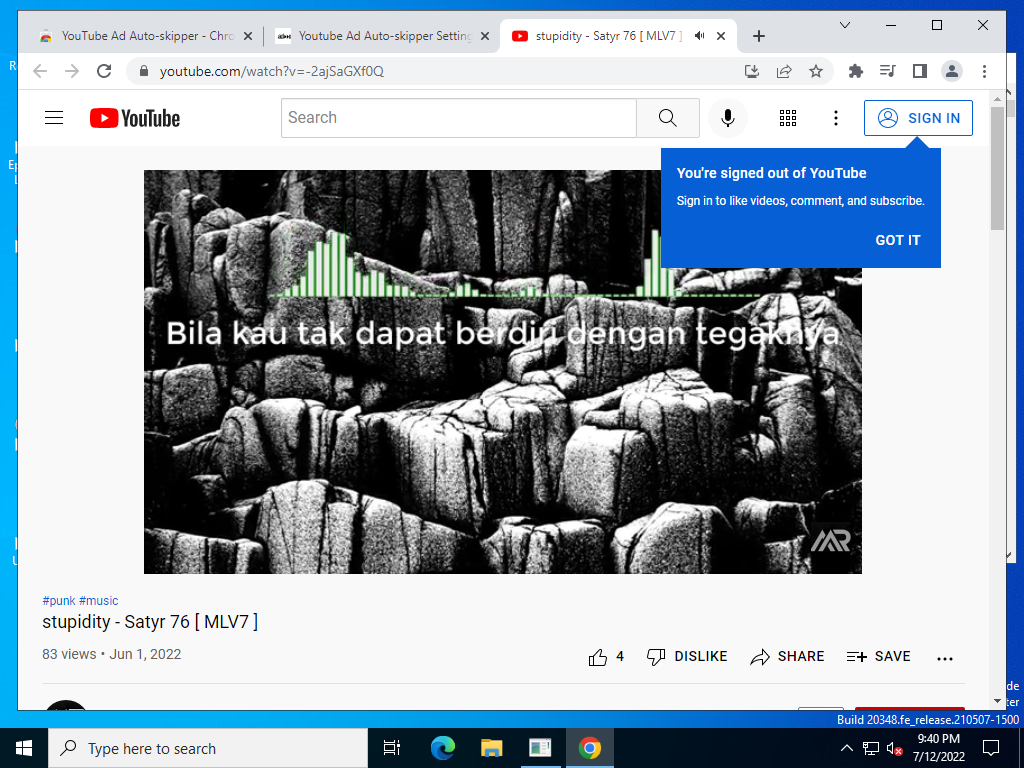 YouTube Ad Auto-skipper - Chro
Youtube Ad Auto-skipper Setting
stupidity - Satyr 76 [ MLV7 ]
youtube.com/watch?v=-2ajSaGXf0Q
YouTube
Search
SIGN IN
You're signed out of YouTube
Sign in to like videos, comment, and subscribe.
GOT IT
Bila kau tak dapat berdiri dengan tegaknya
#punk #music
stupidity - Satyr 76 [ MLV7 ]
83 views • Jun 1, 2022
4
DISLIKE
SHARE
SAVE
Build 20348.fe_release.210507-1500
Type here to search
9:40 PM
7/12/2022